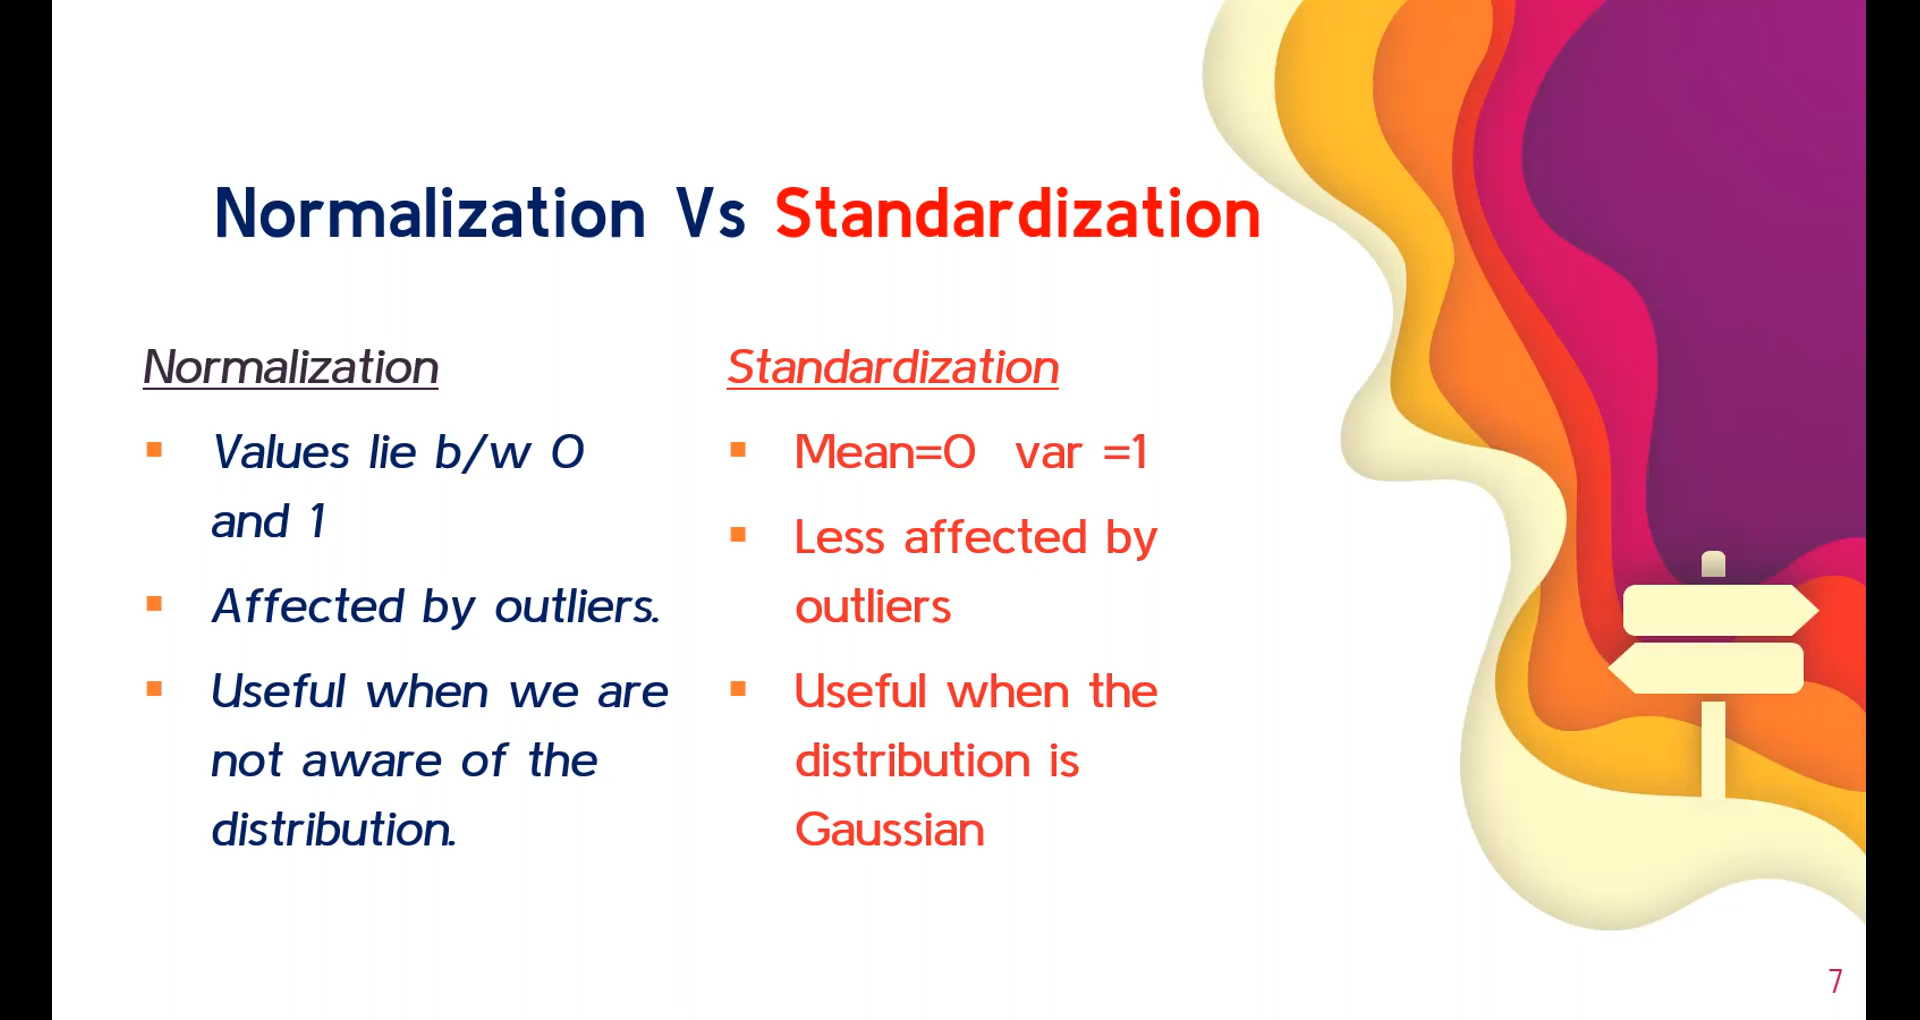 Normalization Vs Standardization
Normalization
Values lie b/w 0
and 1
Affected by outliers.
Useful when we are
not aware of the
distribution.
Standardization
Mean=0 var =1
Less affected by
outliers
Useful when the
distribution is
Gaussian
7